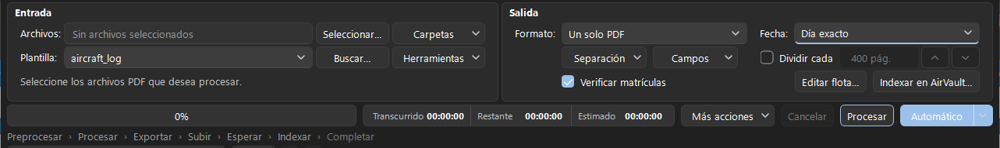 Entrada
Archivos: Sin archivos seleccionados Seleccionar... Carpetas
Plantilla: aircraft_log Buscar... Herramientas
Seleccione los archivos PDF que desea procesar.
Salida
Formato: Un solo PDF Fecha: Día exacto
Separación Campos Dividir cada 400 pág.
Verificar matrículas Editar flota... Indexar en AirVault...
0% Transcurrido 00:00:00 Restante 00:00:00 Estimado 00:00:00 Más acciones Cancelar Procesar Automático
Preprocesar › Procesar › Exportar › Subir › Esperar › Indexar › Completar